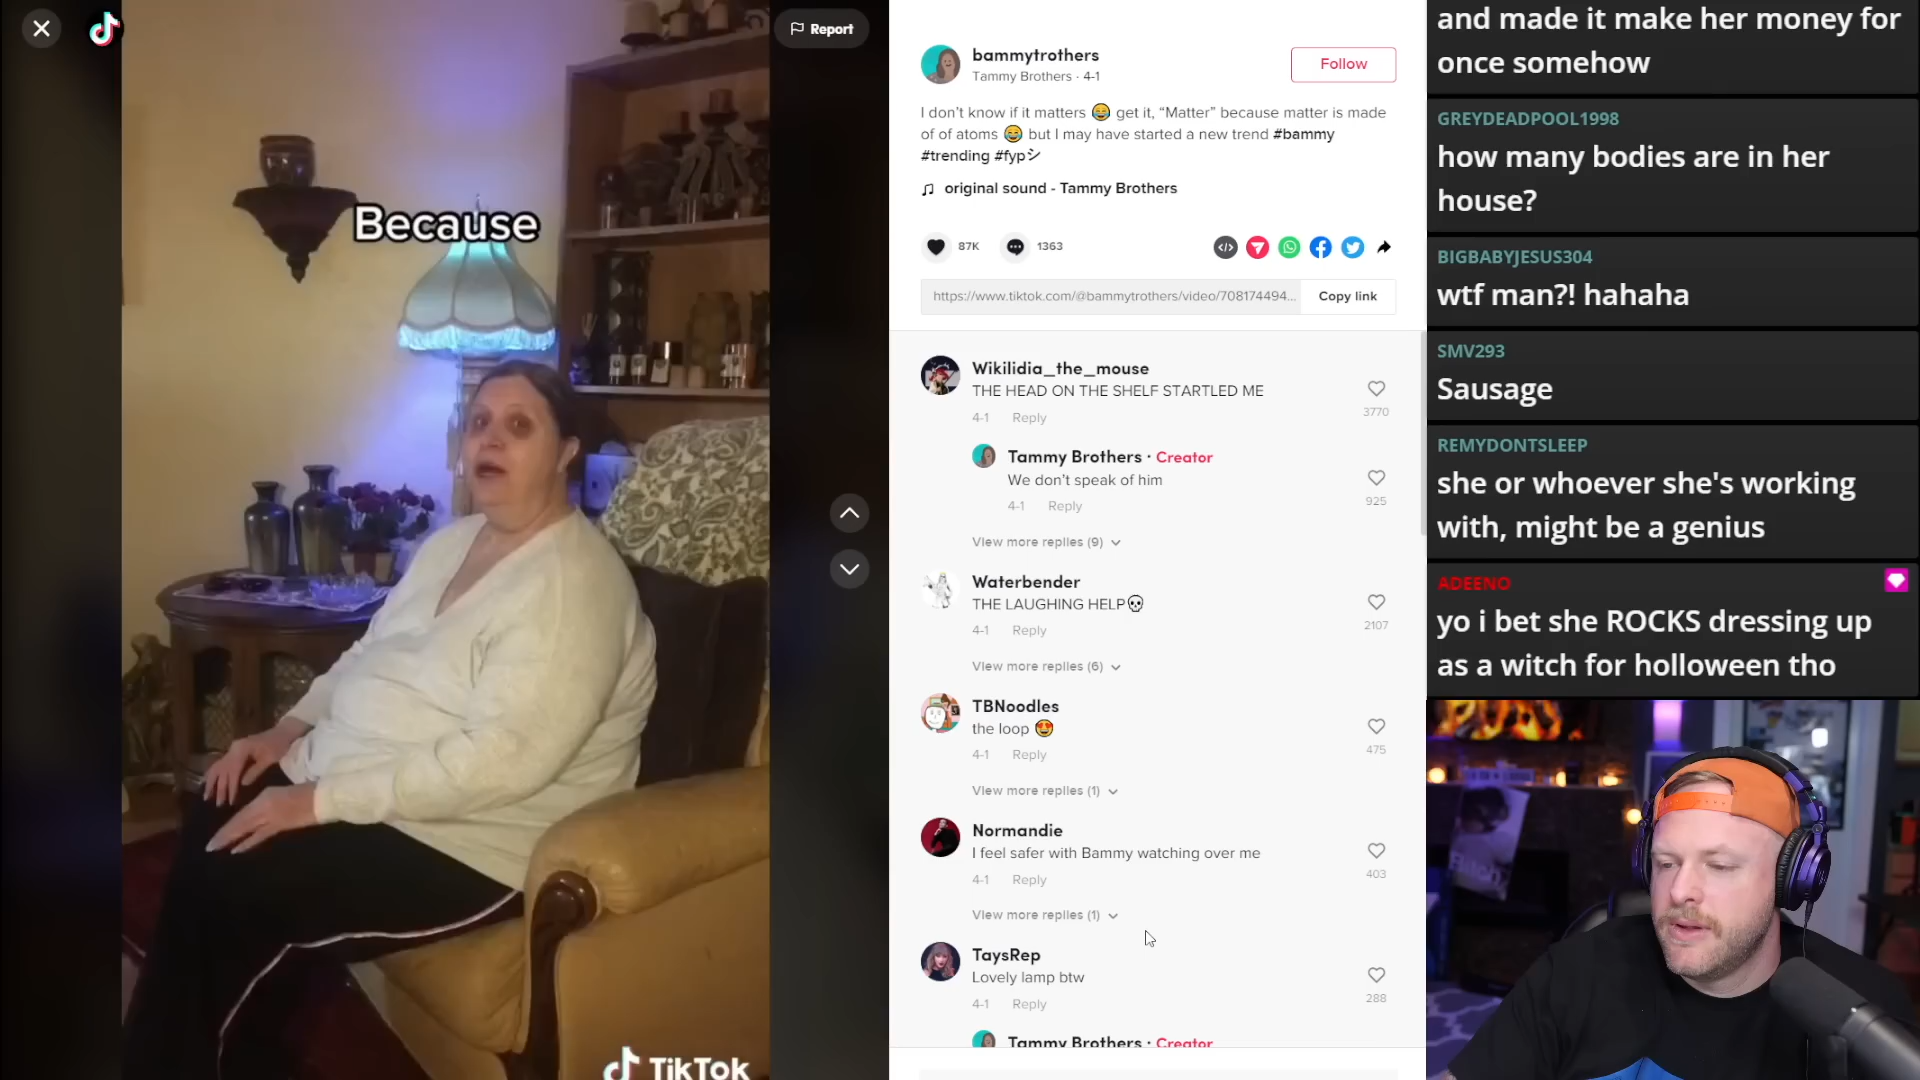 Report
Because
TikTok
bammytrothers
Tammy Brothers · 4-1
Follow
I don't know if it matters 😂 get it, “Matter” because matter is made
of of atoms 😂 but I may have started a new trend #bammy
#trending #fypシ
♫ original sound - Tammy Brothers
87K
1363
https://www.tiktok.com/@bammytrothers/video/708174494...
Copy link
Wikilidia_the_mouse
THE HEAD ON THE SHELF STARTLED ME
4-1 Reply
3770
Tammy Brothers · Creator
We don't speak of him
4-1 Reply
925
View more replies (9)
Waterbender
THE LAUGHING HELP💀
4-1 Reply
2107
View more replies (6)
TBNoodles
the loop 😍
4-1 Reply
475
View more replies (1)
Normandie
I feel safer with Bammy watching over me
4-1 Reply
403
View more replies (1)
TaysRep
Lovely lamp btw
4-1 Reply
288
Tammy Brothers · Creator
and made it make her money for
once somehow
GREYDEADPOOL1998
how many bodies are in her
house?
BIGBABYJESUS304
wtf man?! hahaha
SMV293
Sausage
REMYDONTSLEEP
she or whoever she's working
with, might be a genius
ADEENO
yo i bet she ROCKS dressing up
as a witch for holloween tho